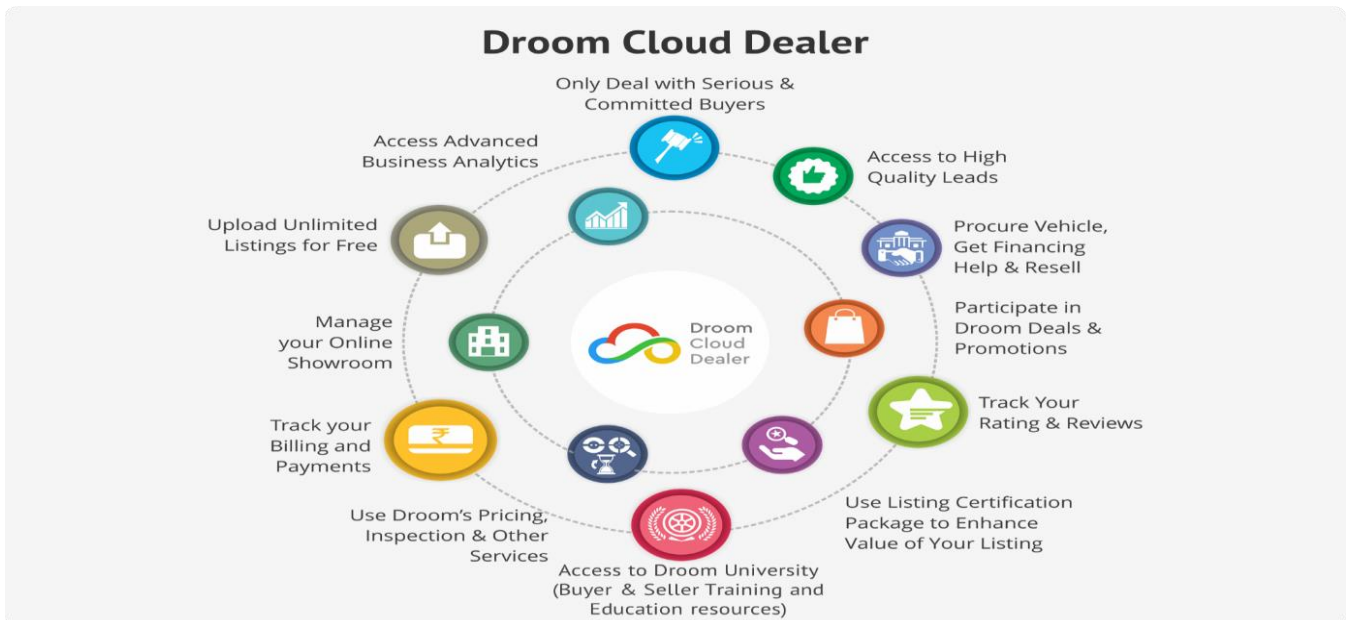 Droom Cloud Dealer
Only Deal with Serious &
Committed Buyers
Access Advanced
Business Analytics
Access to High
Quality Leads
Upload Unlimited
Listings for Free
Procure Vehicle,
Get Financing
Help & Resell
Manage
your Online
Showroom
Droom
Cloud
Dealer
Participate in
Droom Deals &
Promotions
Track your
Billing and
Payments
₹
Track Your
Rating & Reviews
Use Droom's Pricing,
Inspection & Other
Services
Use Listing Certification
Package to Enhance
Value of Your Listing
Access to Droom University
(Buyer & Seller Training and
Education resources)